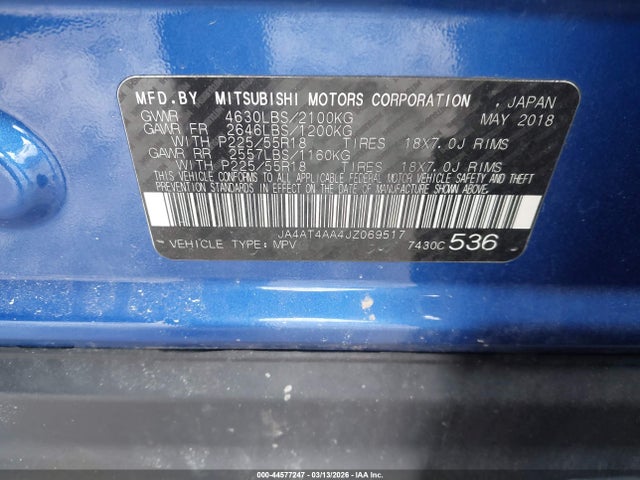 MFD. BY MITSUBISHI MOTORS CORPORATION , JAPAN
GVWR 4630LBS/2100KG MAY 2018
GAWR FR 2646LBS/1200KG
WITH P225/55R18 TIRES 18X7.0J RIMS
GAWR RR 2557LBS/1160KG
WITH P225/55R18 TIRES 18X7.0J RIMS
THIS VEHICLE CONFORMS TO ALL APPLICABLE FEDERAL MOTOR VEHICLE SAFETY AND THEFT
PREVENTION STANDARDS IN EFFECT ON THE DATE OF MANUFACTURE SHOWN ABOVE.
JA4AT4AA4JZ069517
VEHICLE TYPE: MPV 7430C 536
000-44577247 - 03/13/2026 - IAAI.COM